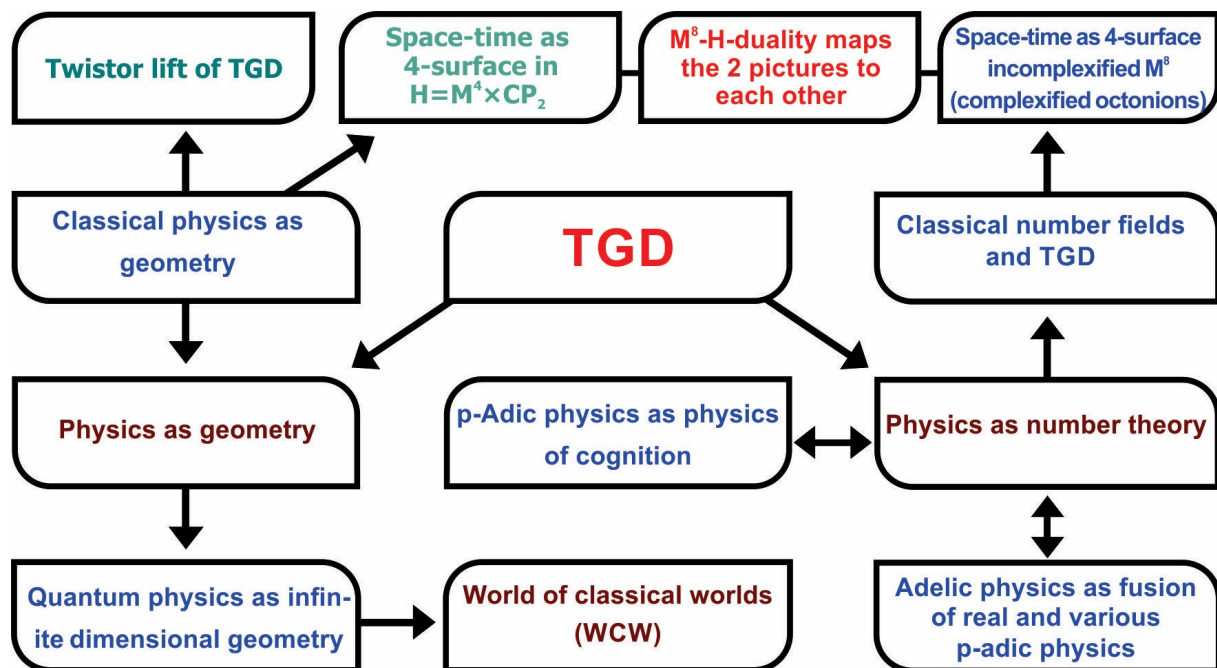 Twistor lift of TGD
Space-time as
4-surface in
H=M⁴×CP₂
M⁸-H-duality maps
the 2 pictures to
each other
Space-time as 4-surface
incomplexified M⁸
(complexified octonions)
Classical physics as
geometry
TGD
Classical number fields
and TGD
Physics as geometry
p-Adic physics as physics
of cognition
Physics as number theory
Quantum physics as infin-
ite dimensional geometry
World of classical worlds
(WCW)
Adelic physics as fusion
of real and various
p-adic physics